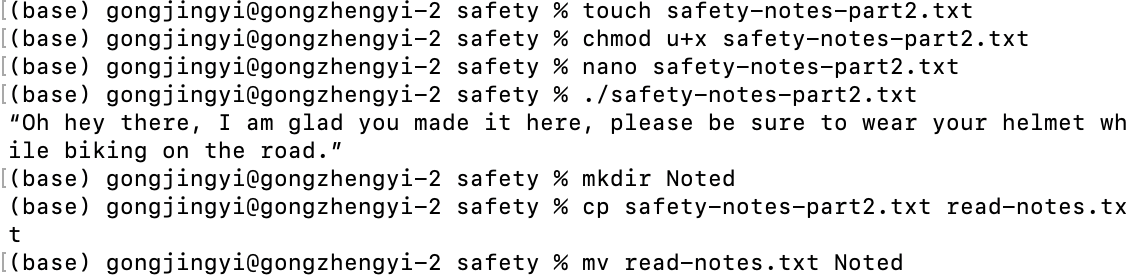 [(base) gongjingyi@gongzhengyi-2 safety % touch safety-notes-part2.txt
[(base) gongjingyi@gongzhengyi-2 safety % chmod u+x safety-notes-part2.txt
[(base) gongjingyi@gongzhengyi-2 safety % nano safety-notes-part2.txt
[(base) gongjingyi@gongzhengyi-2 safety % ./safety-notes-part2.txt
“Oh hey there, I am glad you made it here, please be sure to wear your helmet wh
ile biking on the road.”
[(base) gongjingyi@gongzhengyi-2 safety % mkdir Noted
(base) gongjingyi@gongzhengyi-2 safety % cp safety-notes-part2.txt read-notes.tx
t
[(base) gongjingyi@gongzhengyi-2 safety % mv read-notes.txt Noted